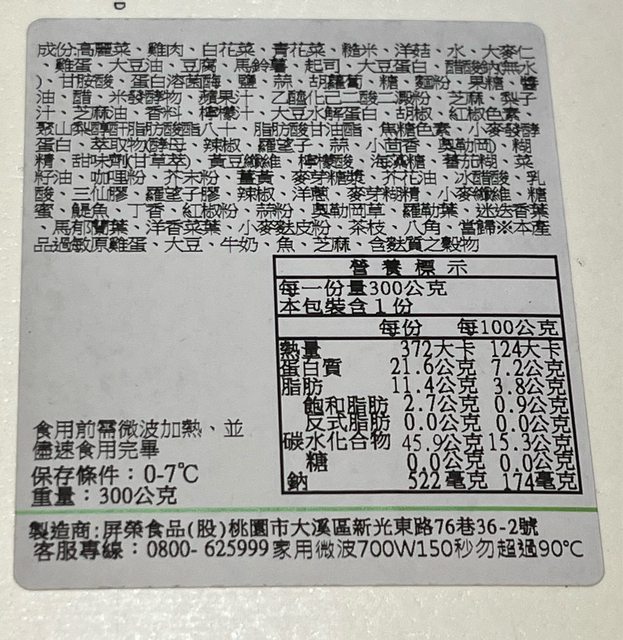 成份:高麗菜、雞肉、白花菜、青花菜、糙米、洋菇、水、大麥仁
、雞蛋、大豆油、豆腐、馬鈴薯、起司、大豆蛋白、醋酸鈉(無水
)、甘胺酸、蛋白溶菌酶、鹽、蒜、胡蘿蔔、糖、麵粉、果糖、醬
油、醋、米發酵物、蘋果汁、乙醯化己二酸二澱粉、芝麻、梨子
汁、芝麻油、香料、檸檬汁、大豆水解蛋白、胡椒、紅椒色素、
聚山梨醇酐脂肪酸酯八十、脂肪酸甘油酯、焦糖色素、小麥發酵
蛋白、萃取物(酵母、辣椒、羅望子、蒜、小茴香、奧勒岡)、糊
精、甜味劑(甘草萃)、黃豆纖維、檸檬酸、海藻糖、蕃茄糊、菜
籽油、咖哩粉、芥末粉、薑黃、麥芽糖漿、芥花油、冰醋酸、乳
酸、三仙膠、羅望子膠、辣椒、洋蔥、麥芽糊精、小麥纖維、糖
蜜、鯷魚、丁香、紅椒粉、蒜粉、奧勒岡草、羅勒葉、迷迭香葉
、馬郁蘭葉、洋香菜葉、小麥麩皮粉、茶枝、八角、當歸※本產
品過敏原雞蛋、大豆、牛奶、魚、芝麻、含麩質之穀物
營養標示
每一份量300公克
本包裝含1份
每份 每100公克
熱量 372大卡 124大卡
蛋白質 21.6公克 7.2公克
脂肪 11.4公克 3.8公克
飽和脂肪 2.7公克 0.9公克
反式脂肪 0.0公克 0.0公克
碳水化合物 45.9公克 15.3公克
糖 0.0公克 0.0公克
鈉 522毫克 174毫克
食用前需微波加熱、並
儘速食用完畢
保存條件：0-7℃
重量：300公克
製造商:屏榮食品(股)桃園市大溪區新光東路76巷36-2號
客服專線：0800-625999家用微波700W150秒勿超過90°C